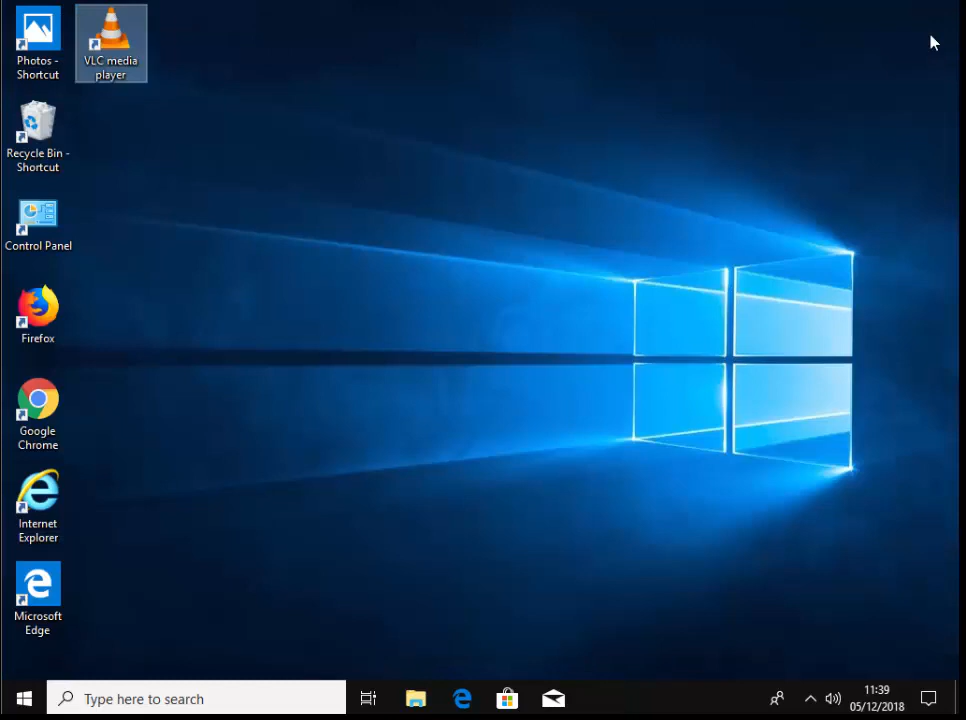 Photos -
Shortcut
VLC media
player
Recycle Bin -
Shortcut
Control Panel
Firefox
Google
Chrome
Internet
Explorer
Microsoft
Edge
Type here to search
11:39
05/12/2018